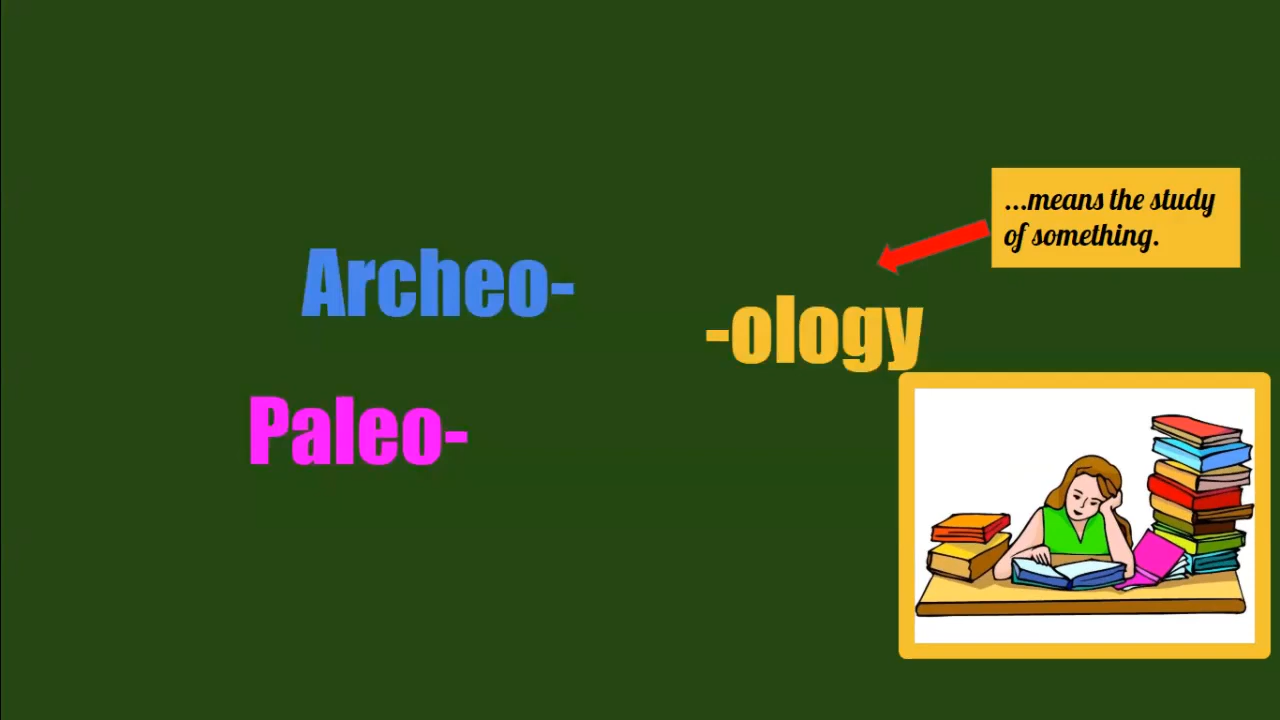 ...means the study
of something.
Archeo-
-ology
Paleo-